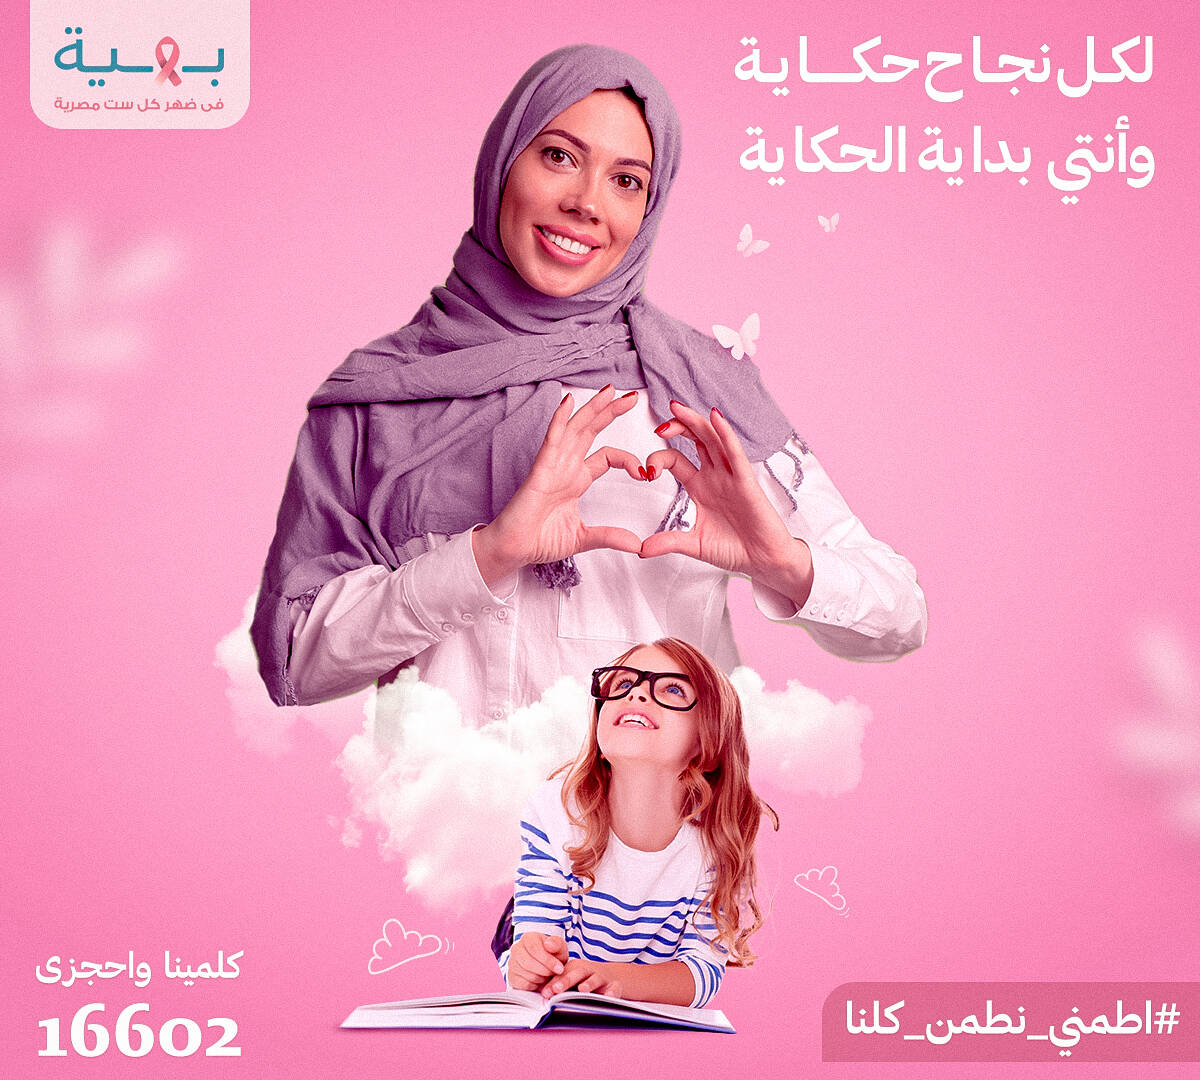 بهية
فى ضهر كل ست مصرية
لكل نجاح حكاية
وأنتي بداية الحكاية
كلمينا واحجزى
16602
#اطمني_نطمن_كلنا